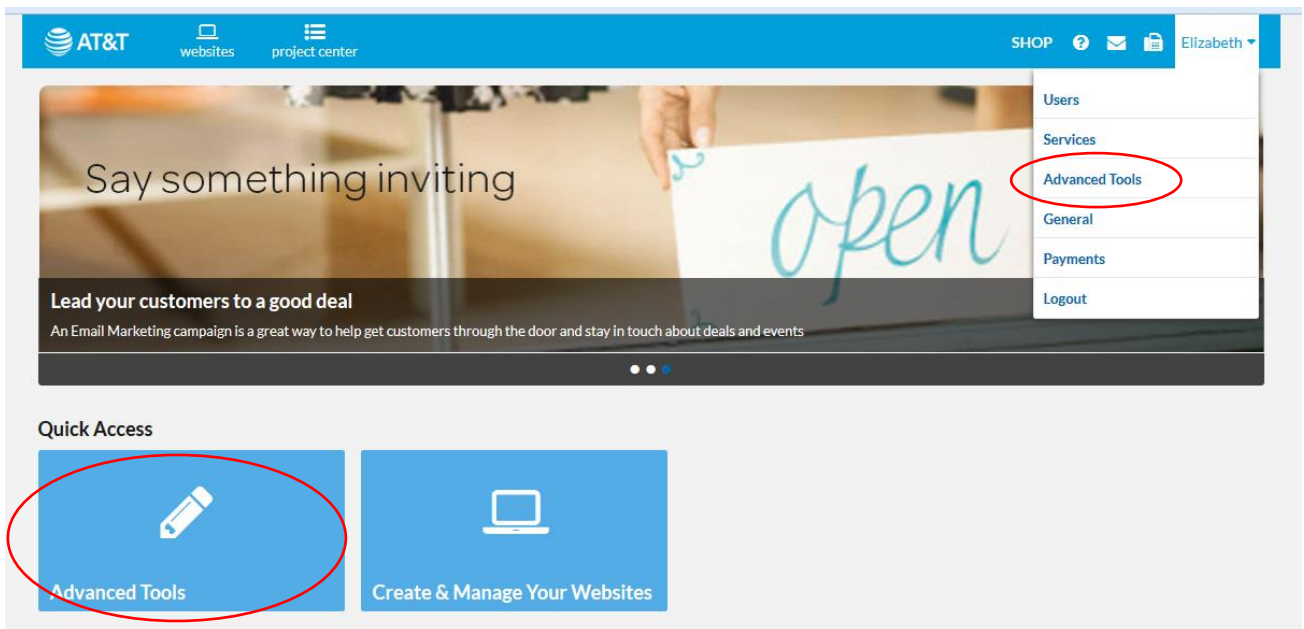 AT&T
websites
project center
SHOP
Elizabeth
Users
Services
Advanced Tools
General
Payments
Logout
Say something inviting
open
Lead your customers to a good deal
An Email Marketing campaign is a great way to help get customers through the door and stay in touch about deals and events
Quick Access
Advanced Tools
Create & Manage Your Websites